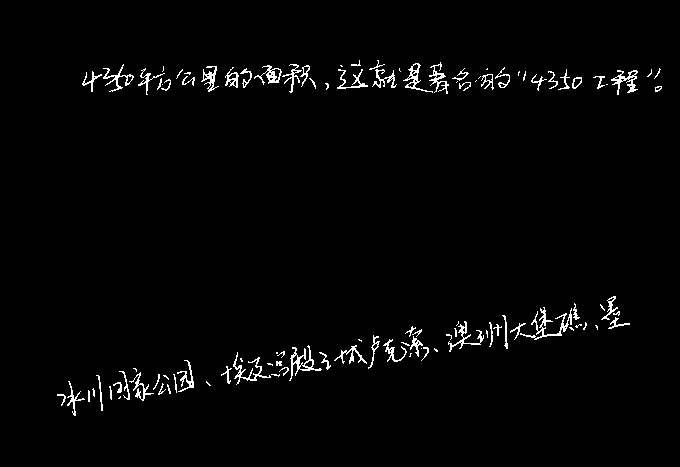 4350平方公里的面积，这就是著名的“4350工程”。
冰川国家公园、埃及宫殿之城卢克索、澳洲大堡礁、墨